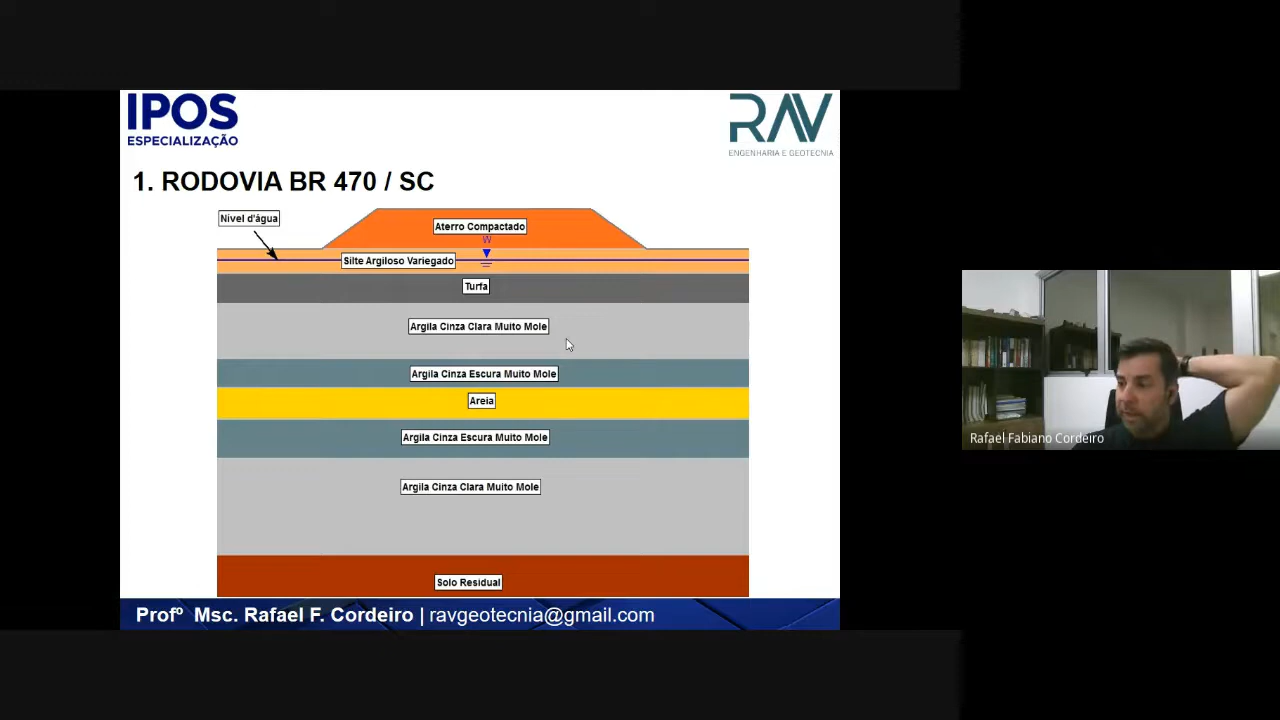 IPOS
ESPECIALIZAÇÃO
RAV
ENGENHARIA E GEOTECNIA
1. RODOVIA BR 470 / SC
Nivel d'água
Aterro Compactado
W
Silte Argiloso Variegado
Turfa
Argila Cinza Clara Muito Mole
Argila Cinza Escura Muito Mole
Areia
Argila Cinza Escura Muito Mole
Argila Cinza Clara Muito Mole
Solo Residual
Profº Msc. Rafael F. Cordeiro | ravgeotecnia@gmail.com
Rafael Fabiano Cordeiro